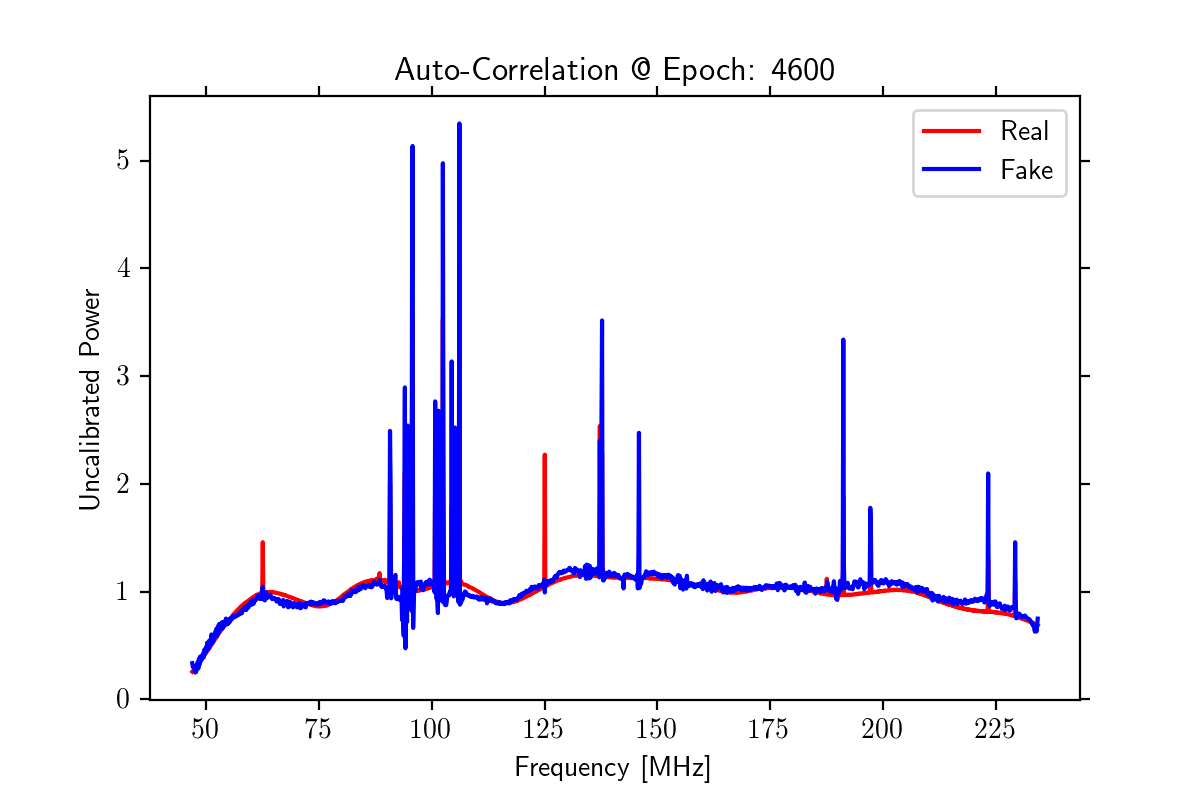 Auto-Correlation @ Epoch: 4600
Real
Fake
5
4
3
2
1
0
Uncalibrated Power
50 75 100 125 150 175 200 225
Frequency [MHz]